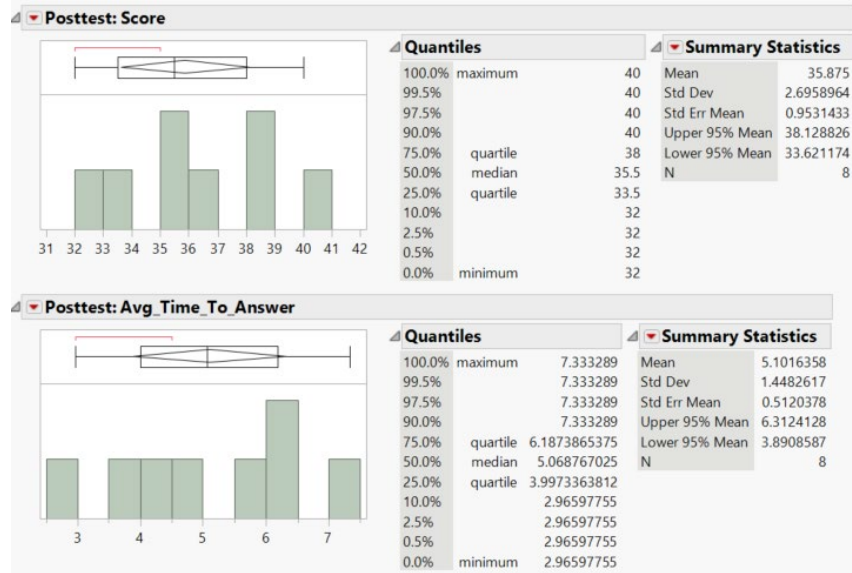 Posttest: Score
Quantiles
100.0% maximum 40
99.5% 40
97.5% 40
90.0% 40
75.0% quartile 38
50.0% median 35.5
25.0% quartile 33.5
10.0% 32
2.5% 32
0.5% 32
0.0% minimum 32
Summary Statistics
Mean 35.875
Std Dev 2.6958964
Std Err Mean 0.9531433
Upper 95% Mean 38.128826
Lower 95% Mean 33.621174
N 8
31 32 33 34 35 36 37 38 39 40 41 42
Posttest: Avg_Time_To_Answer
Quantiles
100.0% maximum 7.333289
99.5% 7.333289
97.5% 7.333289
90.0% 7.333289
75.0% quartile 6.1873865375
50.0% median 5.068767025
25.0% quartile 3.9973363812
10.0% 2.96597755
2.5% 2.96597755
0.5% 2.96597755
0.0% minimum 2.96597755
Summary Statistics
Mean 5.1016358
Std Dev 1.4482617
Std Err Mean 0.5120378
Upper 95% Mean 6.3124128
Lower 95% Mean 3.8908587
N 8
3 4 5 6 7